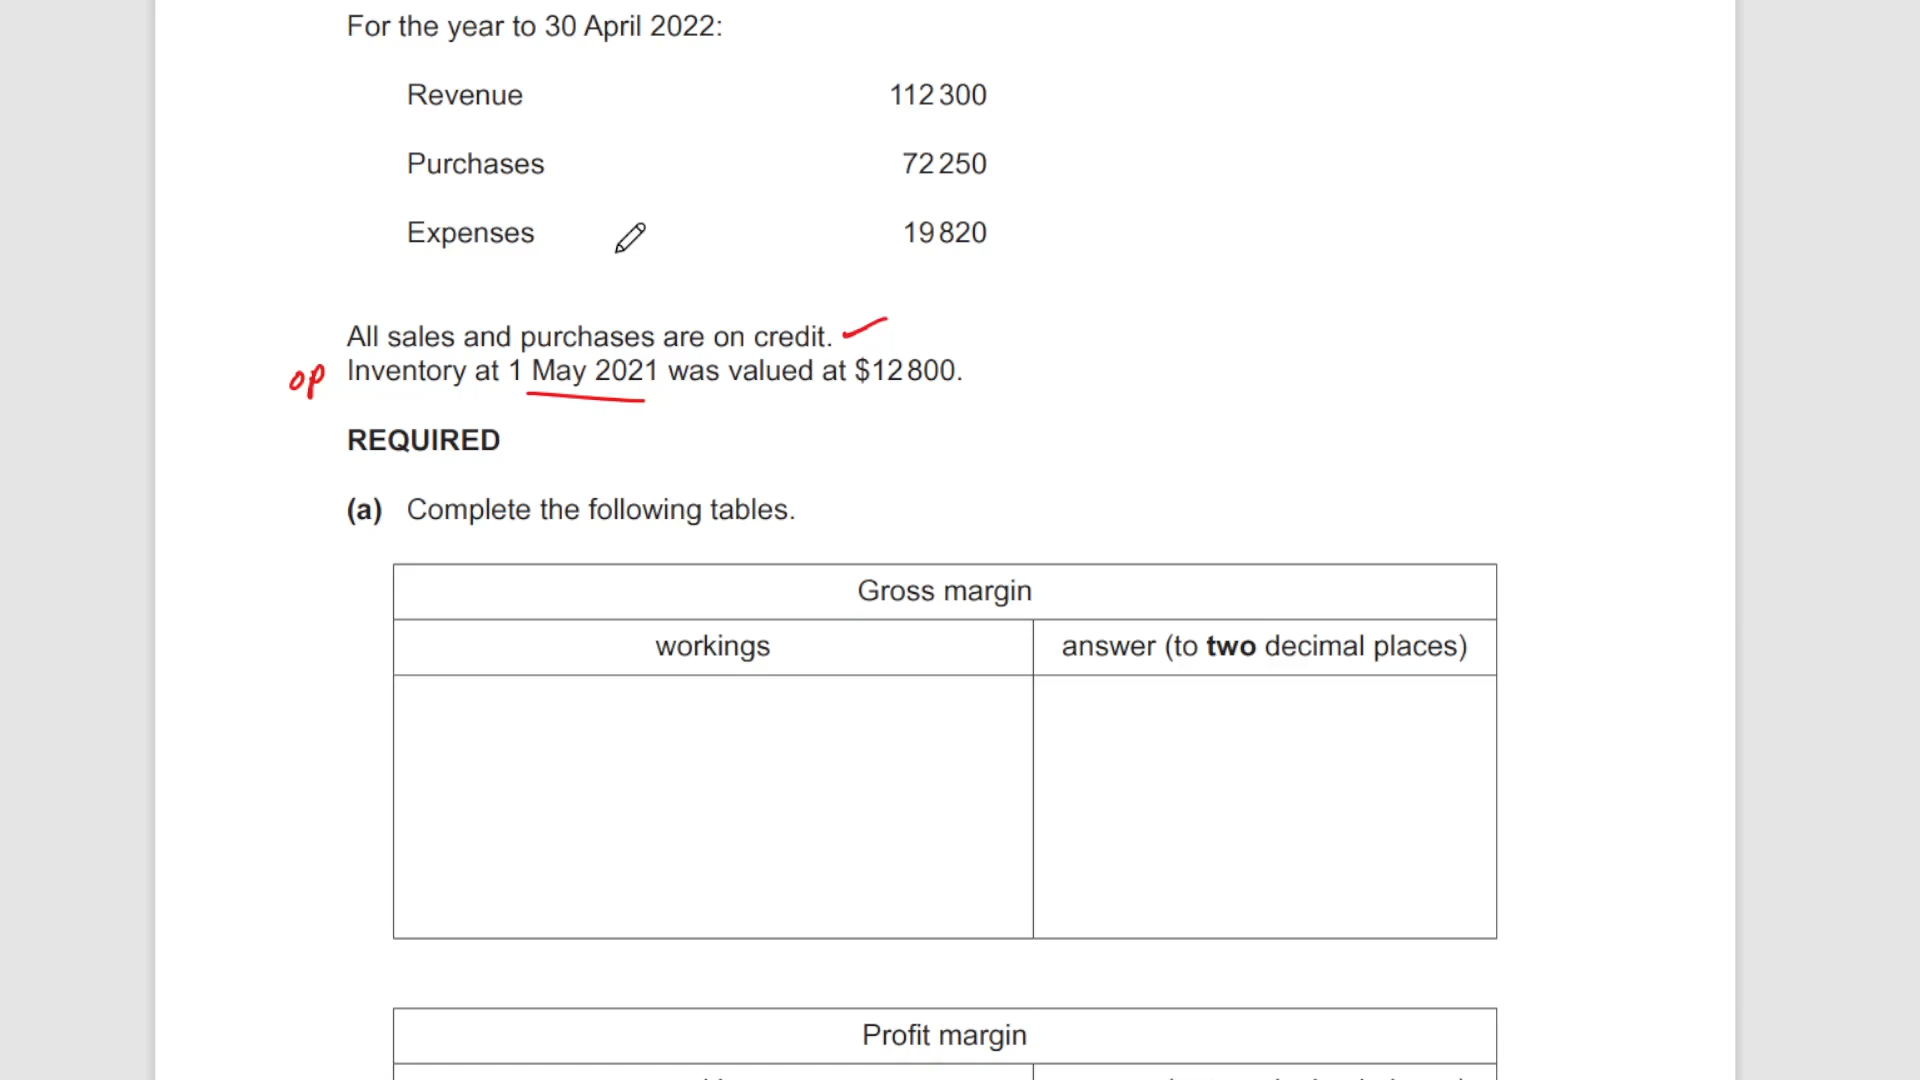 For the year to 30 April 2022:
Revenue 112 300
Purchases 72 250
Expenses 19 820
All sales and purchases are on credit.
op Inventory at 1 May 2021 was valued at $12 800.
REQUIRED
(a) Complete the following tables.
Gross margin
workings answer (to two decimal places)
Profit margin